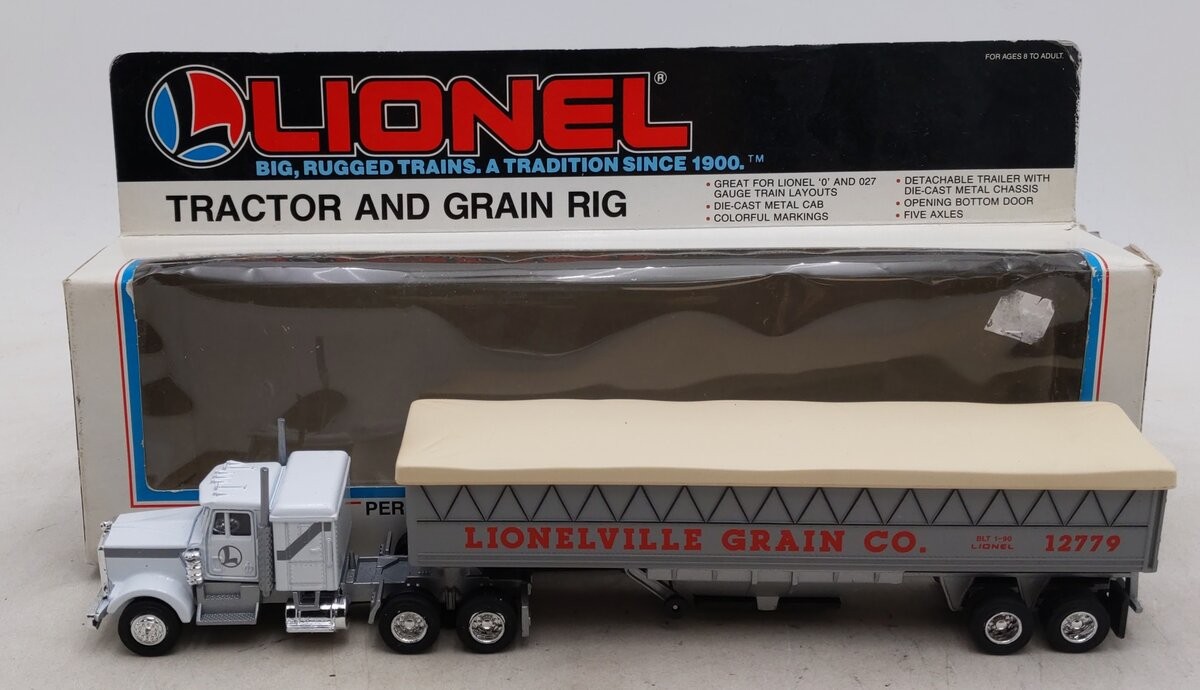 FOR AGES 8 TO ADULT.
LIONEL®
BIG, RUGGED TRAINS. A TRADITION SINCE 1900.™
TRACTOR AND GRAIN RIG
• GREAT FOR LIONEL '0' AND 027
GAUGE TRAIN LAYOUTS
• DIE-CAST METAL CAB
• COLORFUL MARKINGS
• DETACHABLE TRAILER WITH
DIE-CAST METAL CHASSIS
• OPENING BOTTOM DOOR
• FIVE AXLES
PER
LIONELVILLE GRAIN CO.
BLT 1-90
LIONEL
12779
L